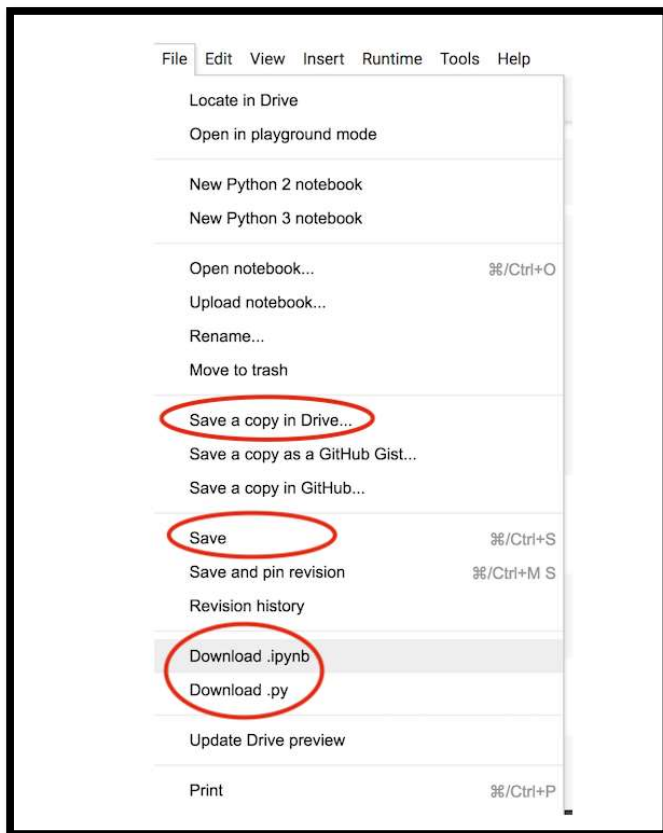 File Edit View Insert Runtime Tools Help
Locate in Drive
Open in playground mode
New Python 2 notebook
New Python 3 notebook
Open notebook... ⌘/Ctrl+O
Upload notebook...
Rename...
Move to trash
Save a copy in Drive...
Save a copy as a GitHub Gist...
Save a copy in GitHub...
Save ⌘/Ctrl+S
Save and pin revision ⌘/Ctrl+M S
Revision history
Download .ipynb
Download .py
Update Drive preview
Print ⌘/Ctrl+P